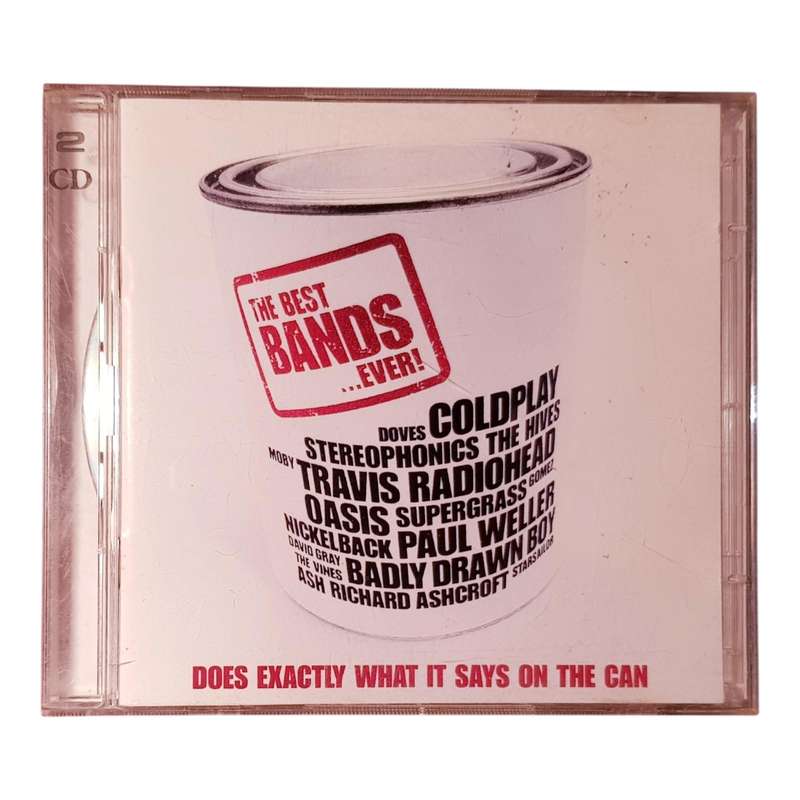 2
CD
THE BEST
BANDS
...EVER!
DOVES COLDPLAY
STEREOPHONICS THE HIVES
MOBY TRAVIS RADIOHEAD
OASIS SUPERGRASS GOMEZ
NICKELBACK PAUL WELLER
DAVID GRAY
THE VINES BADLY DRAWN BOY
ASH RICHARD ASHCROFT STARSAILOR
DOES EXACTLY WHAT IT SAYS ON THE CAN